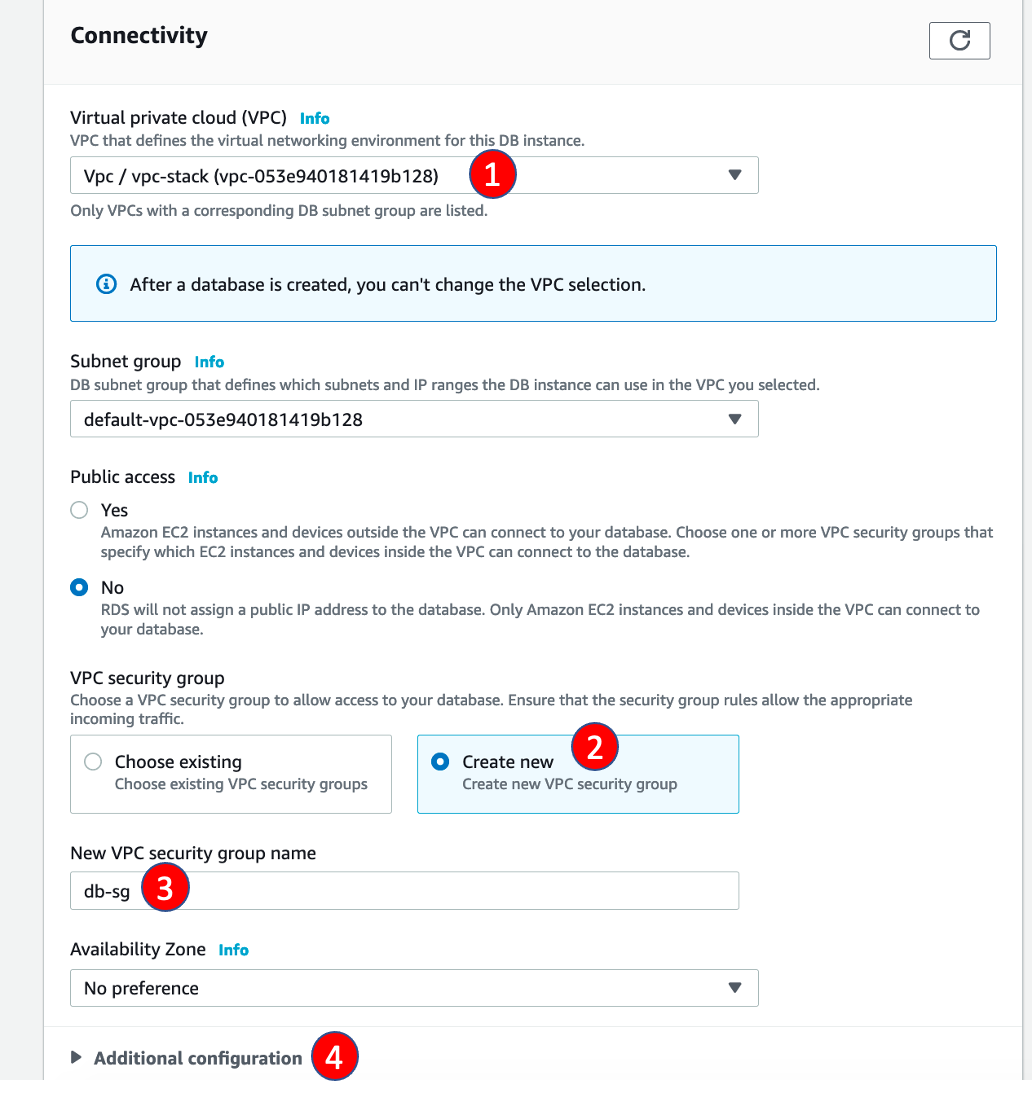 Connectivity
Virtual private cloud (VPC) Info
VPC that defines the virtual networking environment for this DB instance.
Vpc / vpc-stack (vpc-053e940181419b128) 1
Only VPCs with a corresponding DB subnet group are listed.
After a database is created, you can't change the VPC selection.
Subnet group Info
DB subnet group that defines which subnets and IP ranges the DB instance can use in the VPC you selected.
default-vpc-053e940181419b128
Public access Info
Yes
Amazon EC2 instances and devices outside the VPC can connect to your database. Choose one or more VPC security groups that
specify which EC2 instances and devices inside the VPC can connect to the database.
No
RDS will not assign a public IP address to the database. Only Amazon EC2 instances and devices inside the VPC can connect to
your database.
VPC security group
Choose a VPC security group to allow access to your database. Ensure that the security group rules allow the appropriate
incoming traffic.
Choose existing
Choose existing VPC security groups
Create new 2
Create new VPC security group
New VPC security group name
db-sg 3
Availability Zone Info
No preference
Additional configuration 4